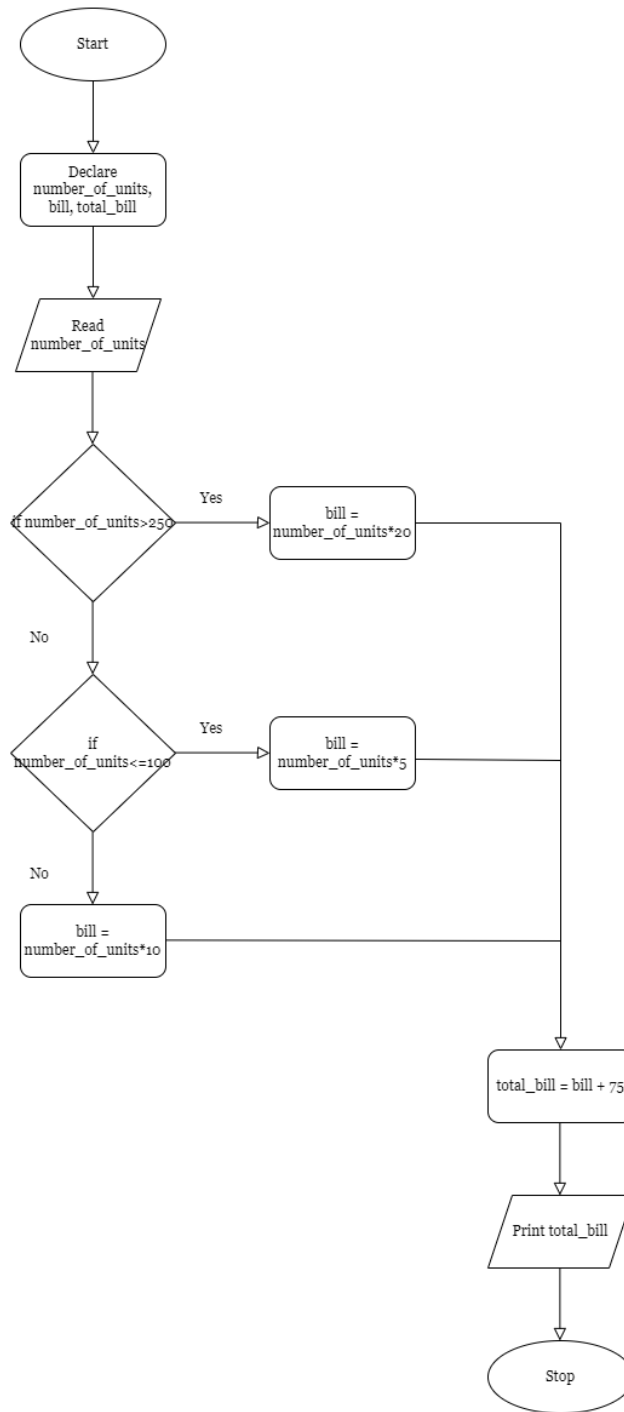 Start
Declare
number_of_units,
bill, total_bill
Read
number_of_units
if number_of_units>250
Yes
bill =
number_of_units*20
No
if
number_of_units<=100
Yes
bill =
number_of_units*5
No
bill =
number_of_units*10
total_bill = bill + 75
Print total_bill
Stop